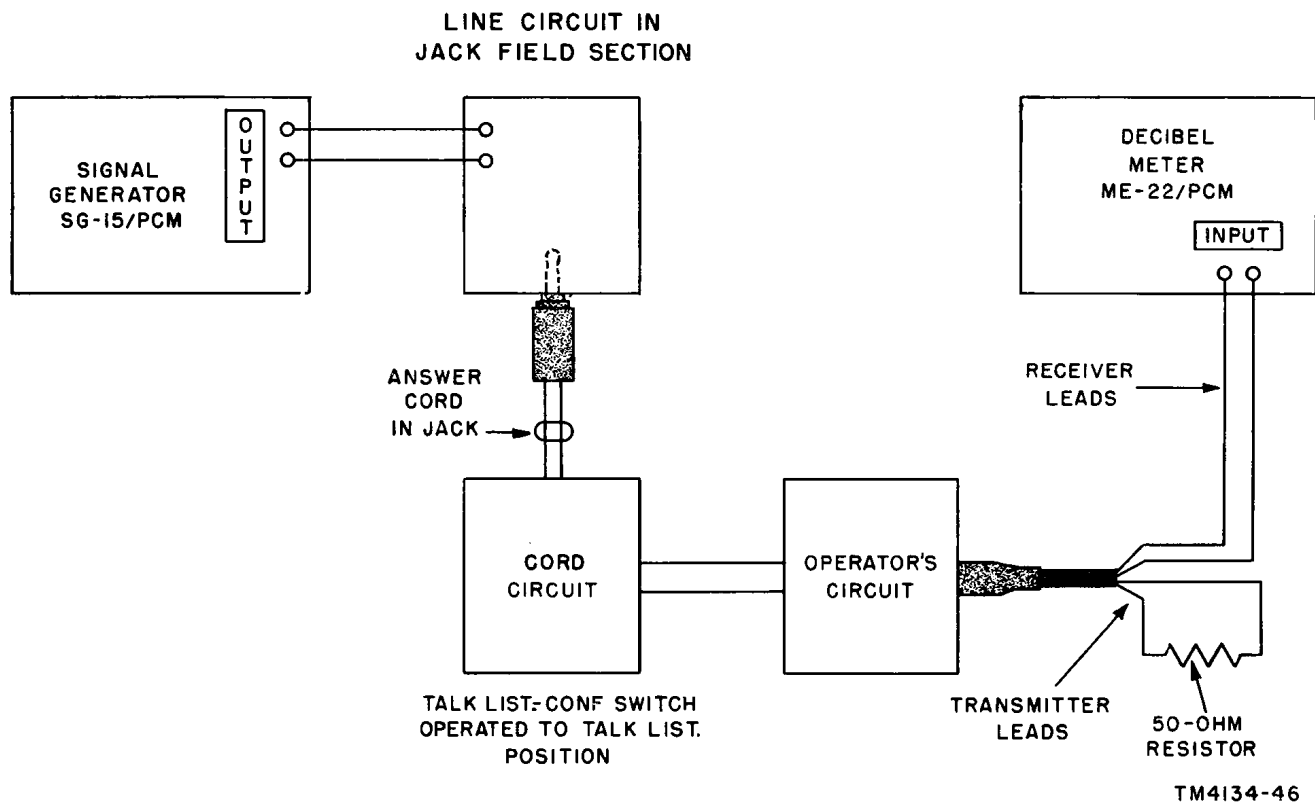 LINE CIRCUIT IN
JACK FIELD SECTION
SIGNAL
GENERATOR
SG-15/PCM
OUTPUT
DECIBEL
METER
ME-22/PCM
INPUT
ANSWER
CORD
IN JACK
RECEIVER
LEADS
CORD
CIRCUIT
OPERATOR'S
CIRCUIT
TALK LIST.-CONF SWITCH
OPERATED TO TALK LIST.
POSITION
TRANSMITTER
LEADS
50-OHM
RESISTOR
TM4134-46